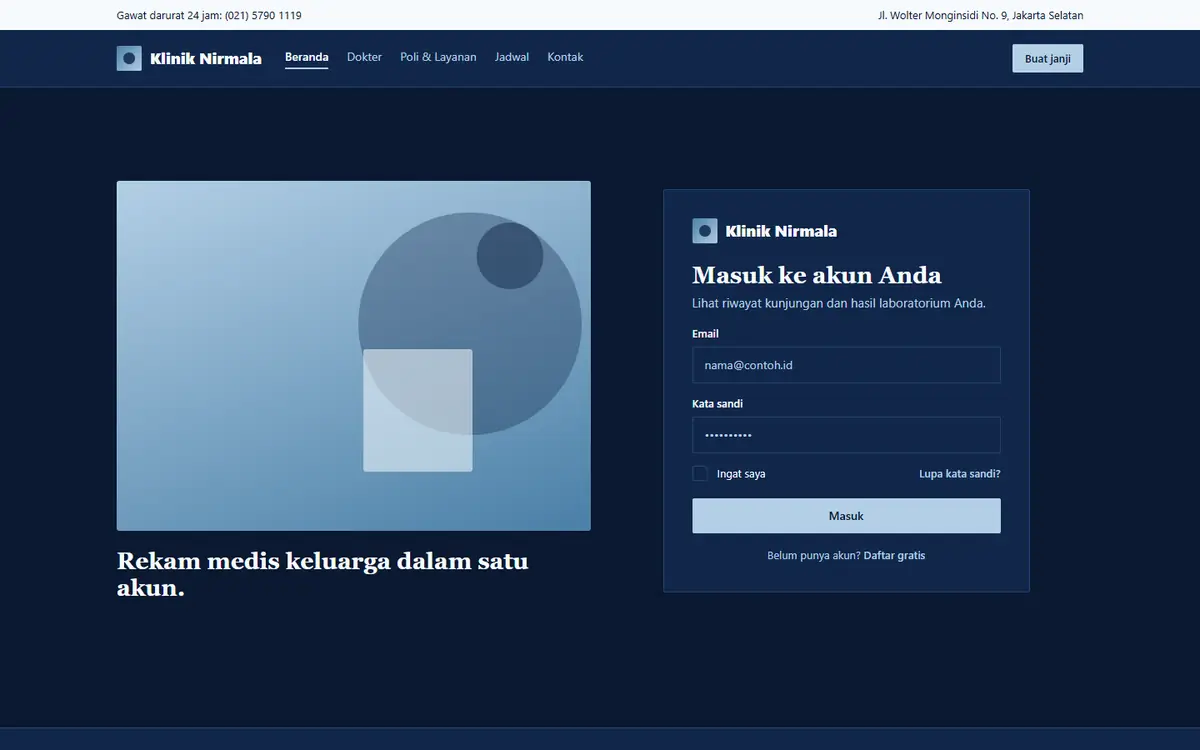 Gawat darurat 24 jam: (021) 5790 1119
Jl. Wolter Monginsidi No. 9, Jakarta Selatan
Klinik Nirmala
Beranda
Dokter
Poli & Layanan
Jadwal
Kontak
Buat janji
Rekam medis keluarga dalam satu
akun.
Klinik Nirmala
Masuk ke akun Anda
Lihat riwayat kunjungan dan hasil laboratorium Anda.
Email
nama@contoh.id
Kata sandi
••••••••••
Ingat saya
Lupa kata sandi?
Masuk
Belum punya akun? Daftar gratis